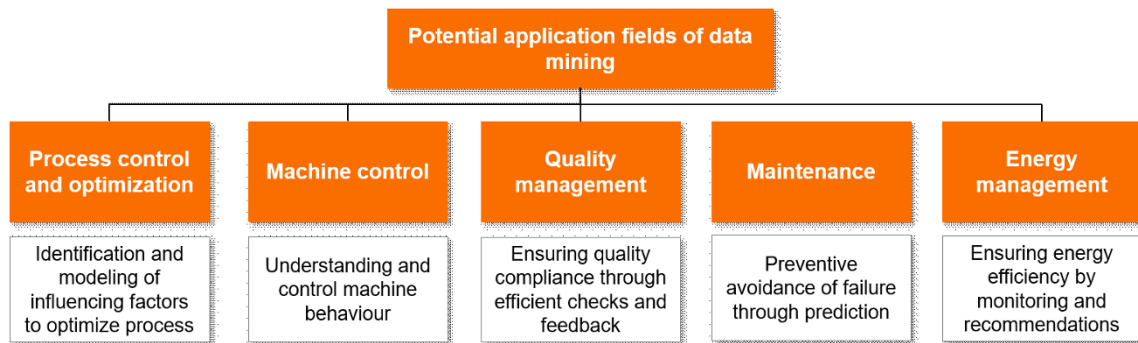 Potential application fields of data
mining
Process control
and optimization
Machine control
Quality
management
Maintenance
Energy
management
Identification and
modeling of
influencing factors
to optimize process
Understanding and
control machine
behaviour
Ensuring quality
compliance through
efficient checks and
feedback
Preventive
avoidance of failure
through prediction
Ensuring energy
efficiency by
monitoring and
recommendations